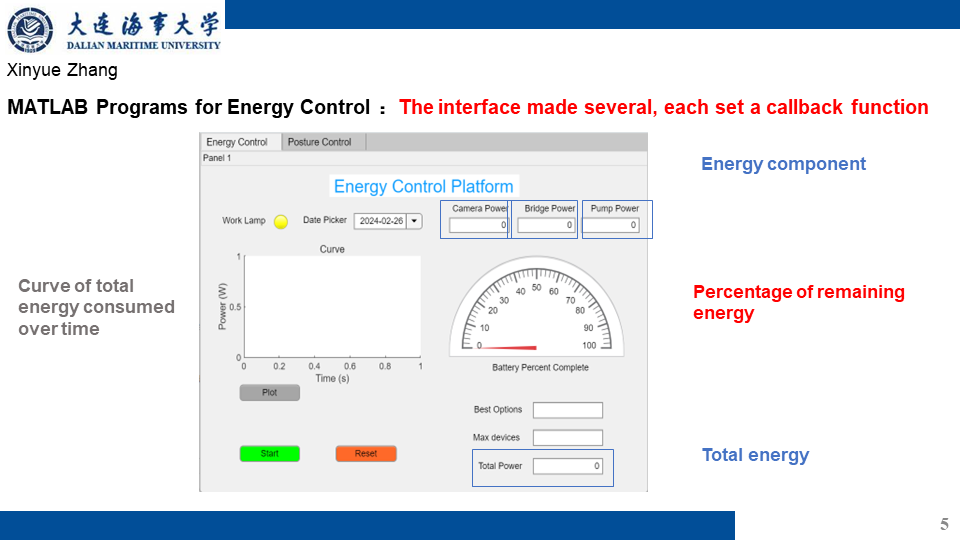 大连海事大学
DALIAN MARITIME UNIVERSITY
Xinyue Zhang
MATLAB Programs for Energy Control ：The interface made several, each set a callback function
Energy Control
Posture Control
Panel 1
Energy Control Platform
Work Lamp
Date Picker
2024-02-26
Camera Power
0
Bridge Power
0
Pump Power
0
Energy component
Curve of total
energy consumed
over time
Curve
Power (W)
1
0.5
0
0
0.2
0.4
0.6
0.8
1
Time (s)
0
10
20
30
40
50
60
70
80
90
100
Battery Percent Complete
Percentage of remaining
energy
Plot
Start
Reset
Best Options
Max devices
Total Power
0
Total energy
5